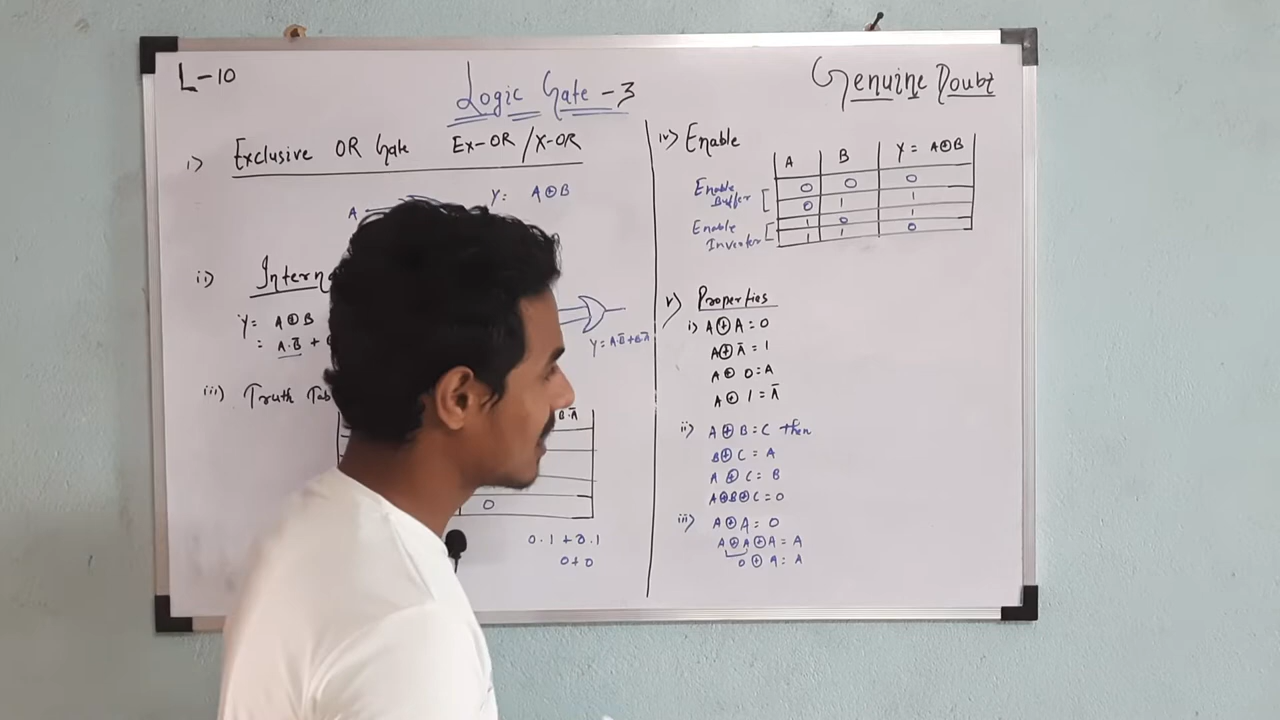 L-10
Logic Gate -3
Genuine Doubt
i) Exclusive OR Gate Ex-OR / X-OR
A
Y: A⊕B
ii) Intern
Y= A⊕B
= A.B̅ +
Y= A.B̅+B.A̅
iii) Truth Tab
B.A̅
0
0.1 + 0.1
0+0
iv) Enable
A B Y = A⊕B
Enable Buffer
0 0 0
0 1 1
Enable Inverter
1 0 1
1 1 0
v) Properties
i) A⊕A = 0
A⊕A̅ = 1
A⊕0 = A
A⊕1 = A̅
ii) A⊕B = C then
B⊕C = A
A⊕C = B
A⊕B⊕C = 0
iii) A⊕A = 0
A⊕A⊕A = A
0⊕A = A